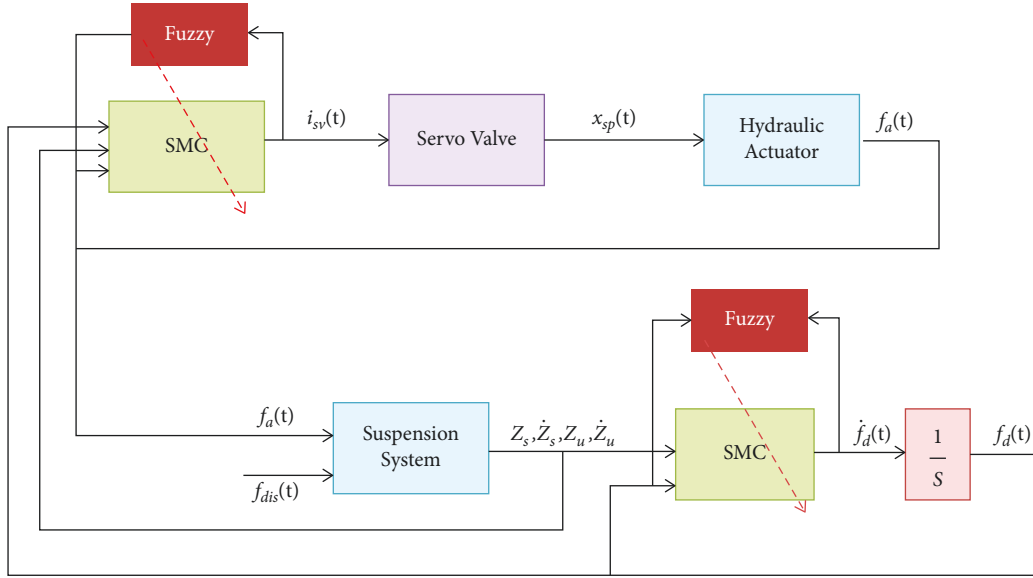 Fuzzy
SMC
i_sv(t)
Servo Valve
x_sp(t)
Hydraulic
Actuator
f_a(t)
Fuzzy
f_a(t)
Suspension
System
f_dis(t)
Z_s, Ż_s, Z_u, Ż_u
SMC
ḟ_d(t)
1
S
f_d(t)